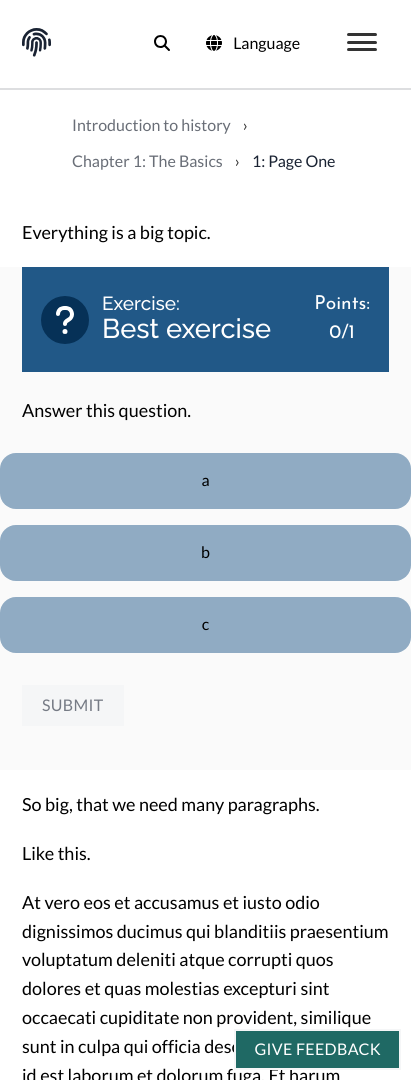 Language
Introduction to history ›
Chapter 1: The Basics › 1: Page One
Everything is a big topic.
?
Exercise:
Best exercise
Points:
0/1
Answer this question.
a
b
c
SUBMIT
So big, that we need many paragraphs.
Like this.
At vero eos et accusamus et iusto odio
dignissimos ducimus qui blanditiis praesentium
voluptatum deleniti atque corrupti quos
dolores et quas molestias excepturi sint
occaecati cupiditate non provident, similique
sunt in culpa qui officia
GIVE FEEDBACK
id est laborum et dolorum fuga. Et harum